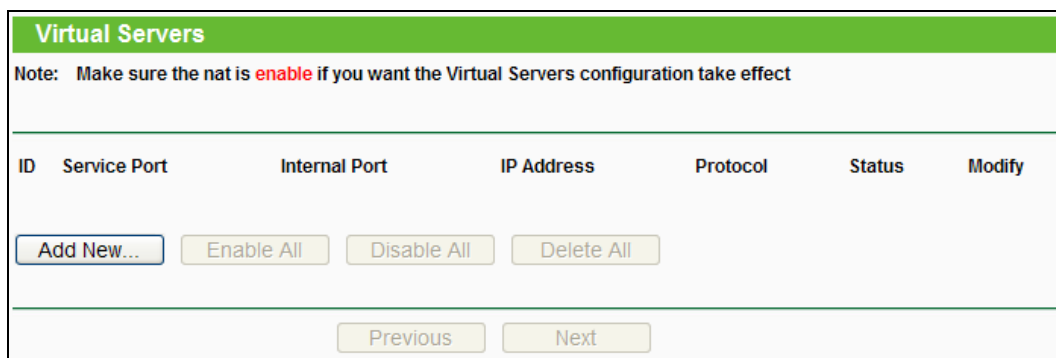 Virtual Servers
Note: Make sure the nat is enable if you want the Virtual Servers configuration take effect
ID Service Port Internal Port IP Address Protocol Status Modify
Add New... Enable All Disable All Delete All
Previous Next